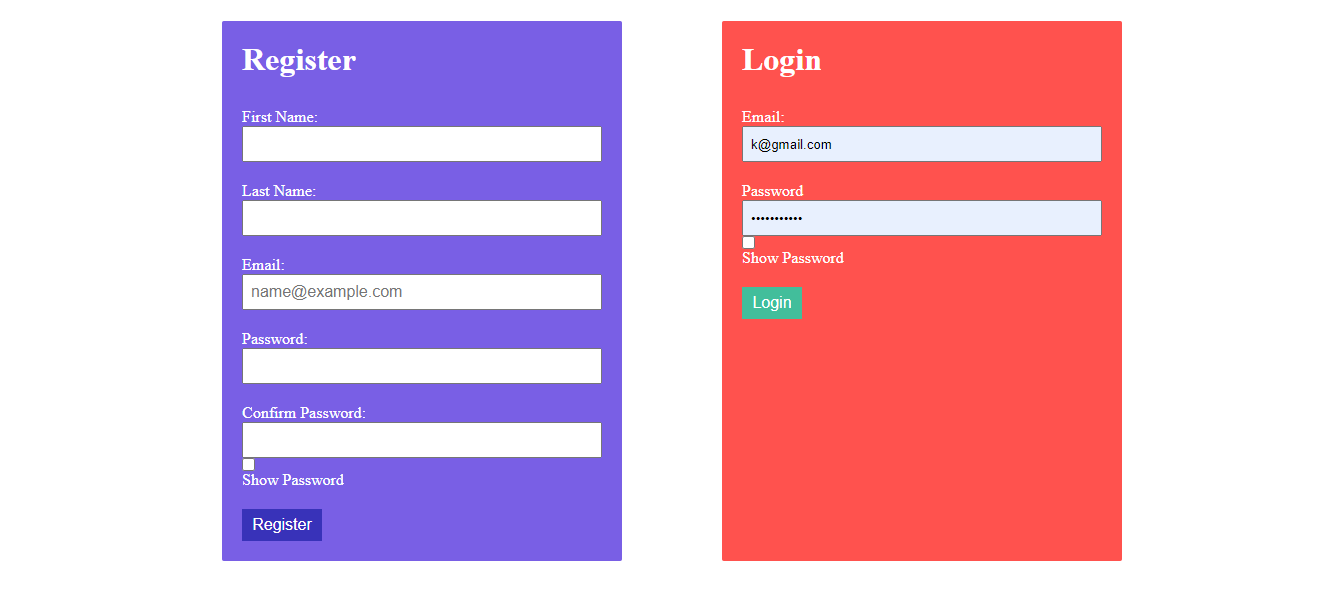 Register
First Name:
Last Name:
Email:
name@example.com
Password:
Confirm Password:
Show Password
Register
Login
Email:
k@gmail.com
Password
•••••••••••
Show Password
Login